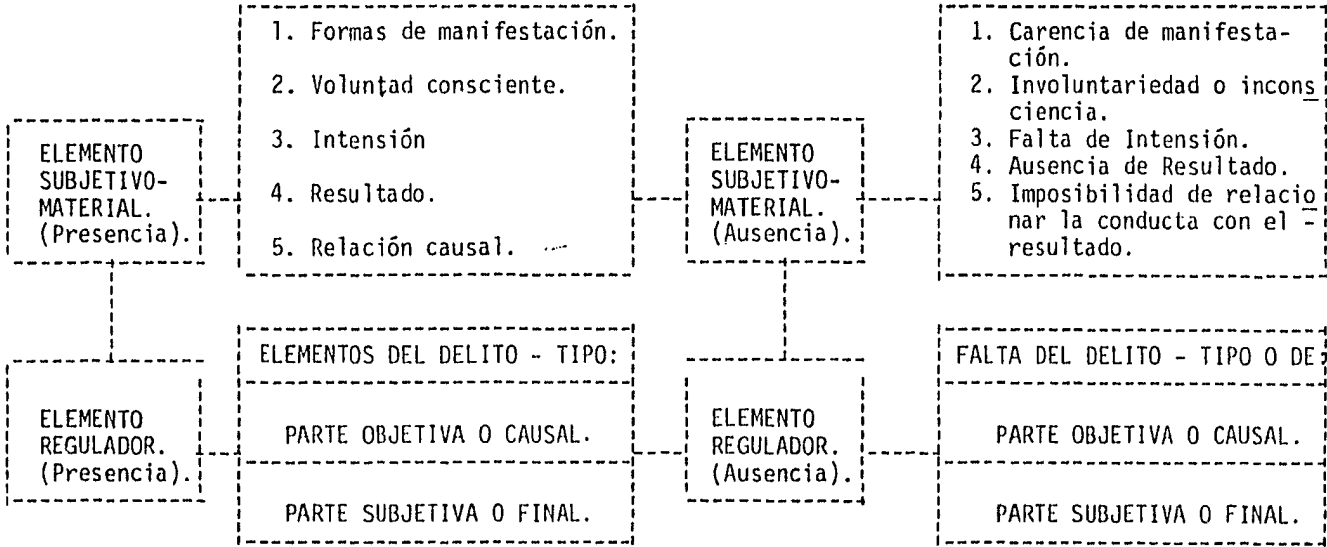 ELEMENTO
SUBJETIVO-
MATERIAL.
(Presencia).
1. Formas de manifestación.
2. Voluntad consciente.
3. Intensión
4. Resultado.
5. Relación causal.
ELEMENTO
SUBJETIVO-
MATERIAL.
(Ausencia).
1. Carencia de manifesta-
ción.
2. Involuntariedad o incons
ciencia.
3. Falta de Intensión.
4. Ausencia de Resultado.
5. Imposibilidad de relacio
nar la conducta con el -
resultado.
ELEMENTO
REGULADOR.
(Presencia).
ELEMENTOS DEL DELITO - TIPO:
PARTE OBJETIVA O CAUSAL.
PARTE SUBJETIVA O FINAL.
ELEMENTO
REGULADOR.
(Ausencia).
FALTA DEL DELITO - TIPO O DE:
PARTE OBJETIVA O CAUSAL.
PARTE SUBJETIVA O FINAL.